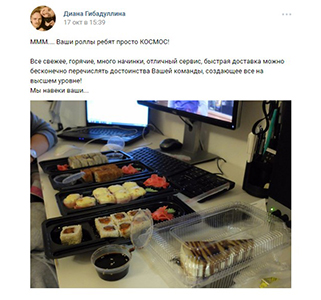 Диана Гибадуллина
17 окт в 15:39
МММ.... Ваши роллы ребят просто КОСМОС!
Все свежее, горячие, много начинки, отличный сервис, быстрая доставка можно
бесконечно перечислять достоинства Вашей команды, создающее все на
высшем уровне!
Мы навеки ваши...